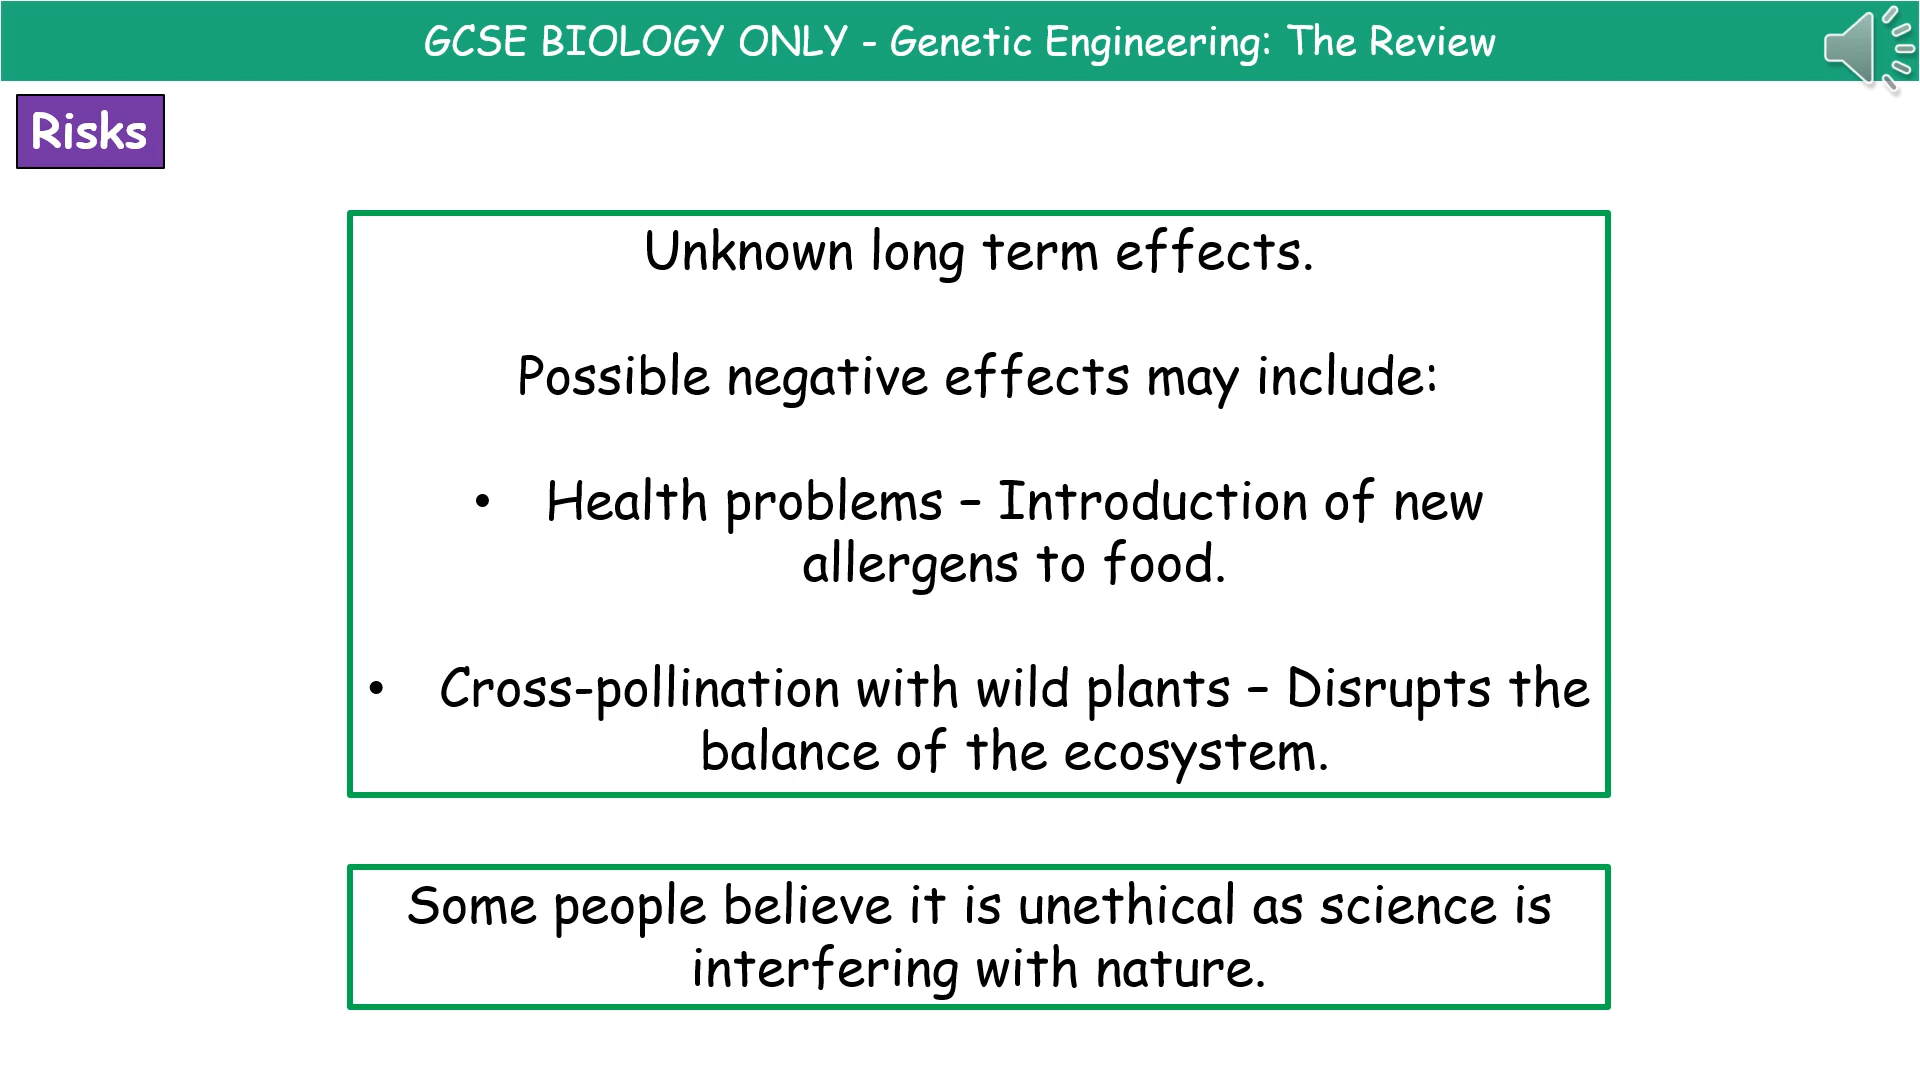 GCSE BIOLOGY ONLY - Genetic Engineering: The Review
Risks
Unknown long term effects.
Possible negative effects may include:
• Health problems – Introduction of new
allergens to food.
• Cross-pollination with wild plants – Disrupts the
balance of the ecosystem.
Some people believe it is unethical as science is
interfering with nature.